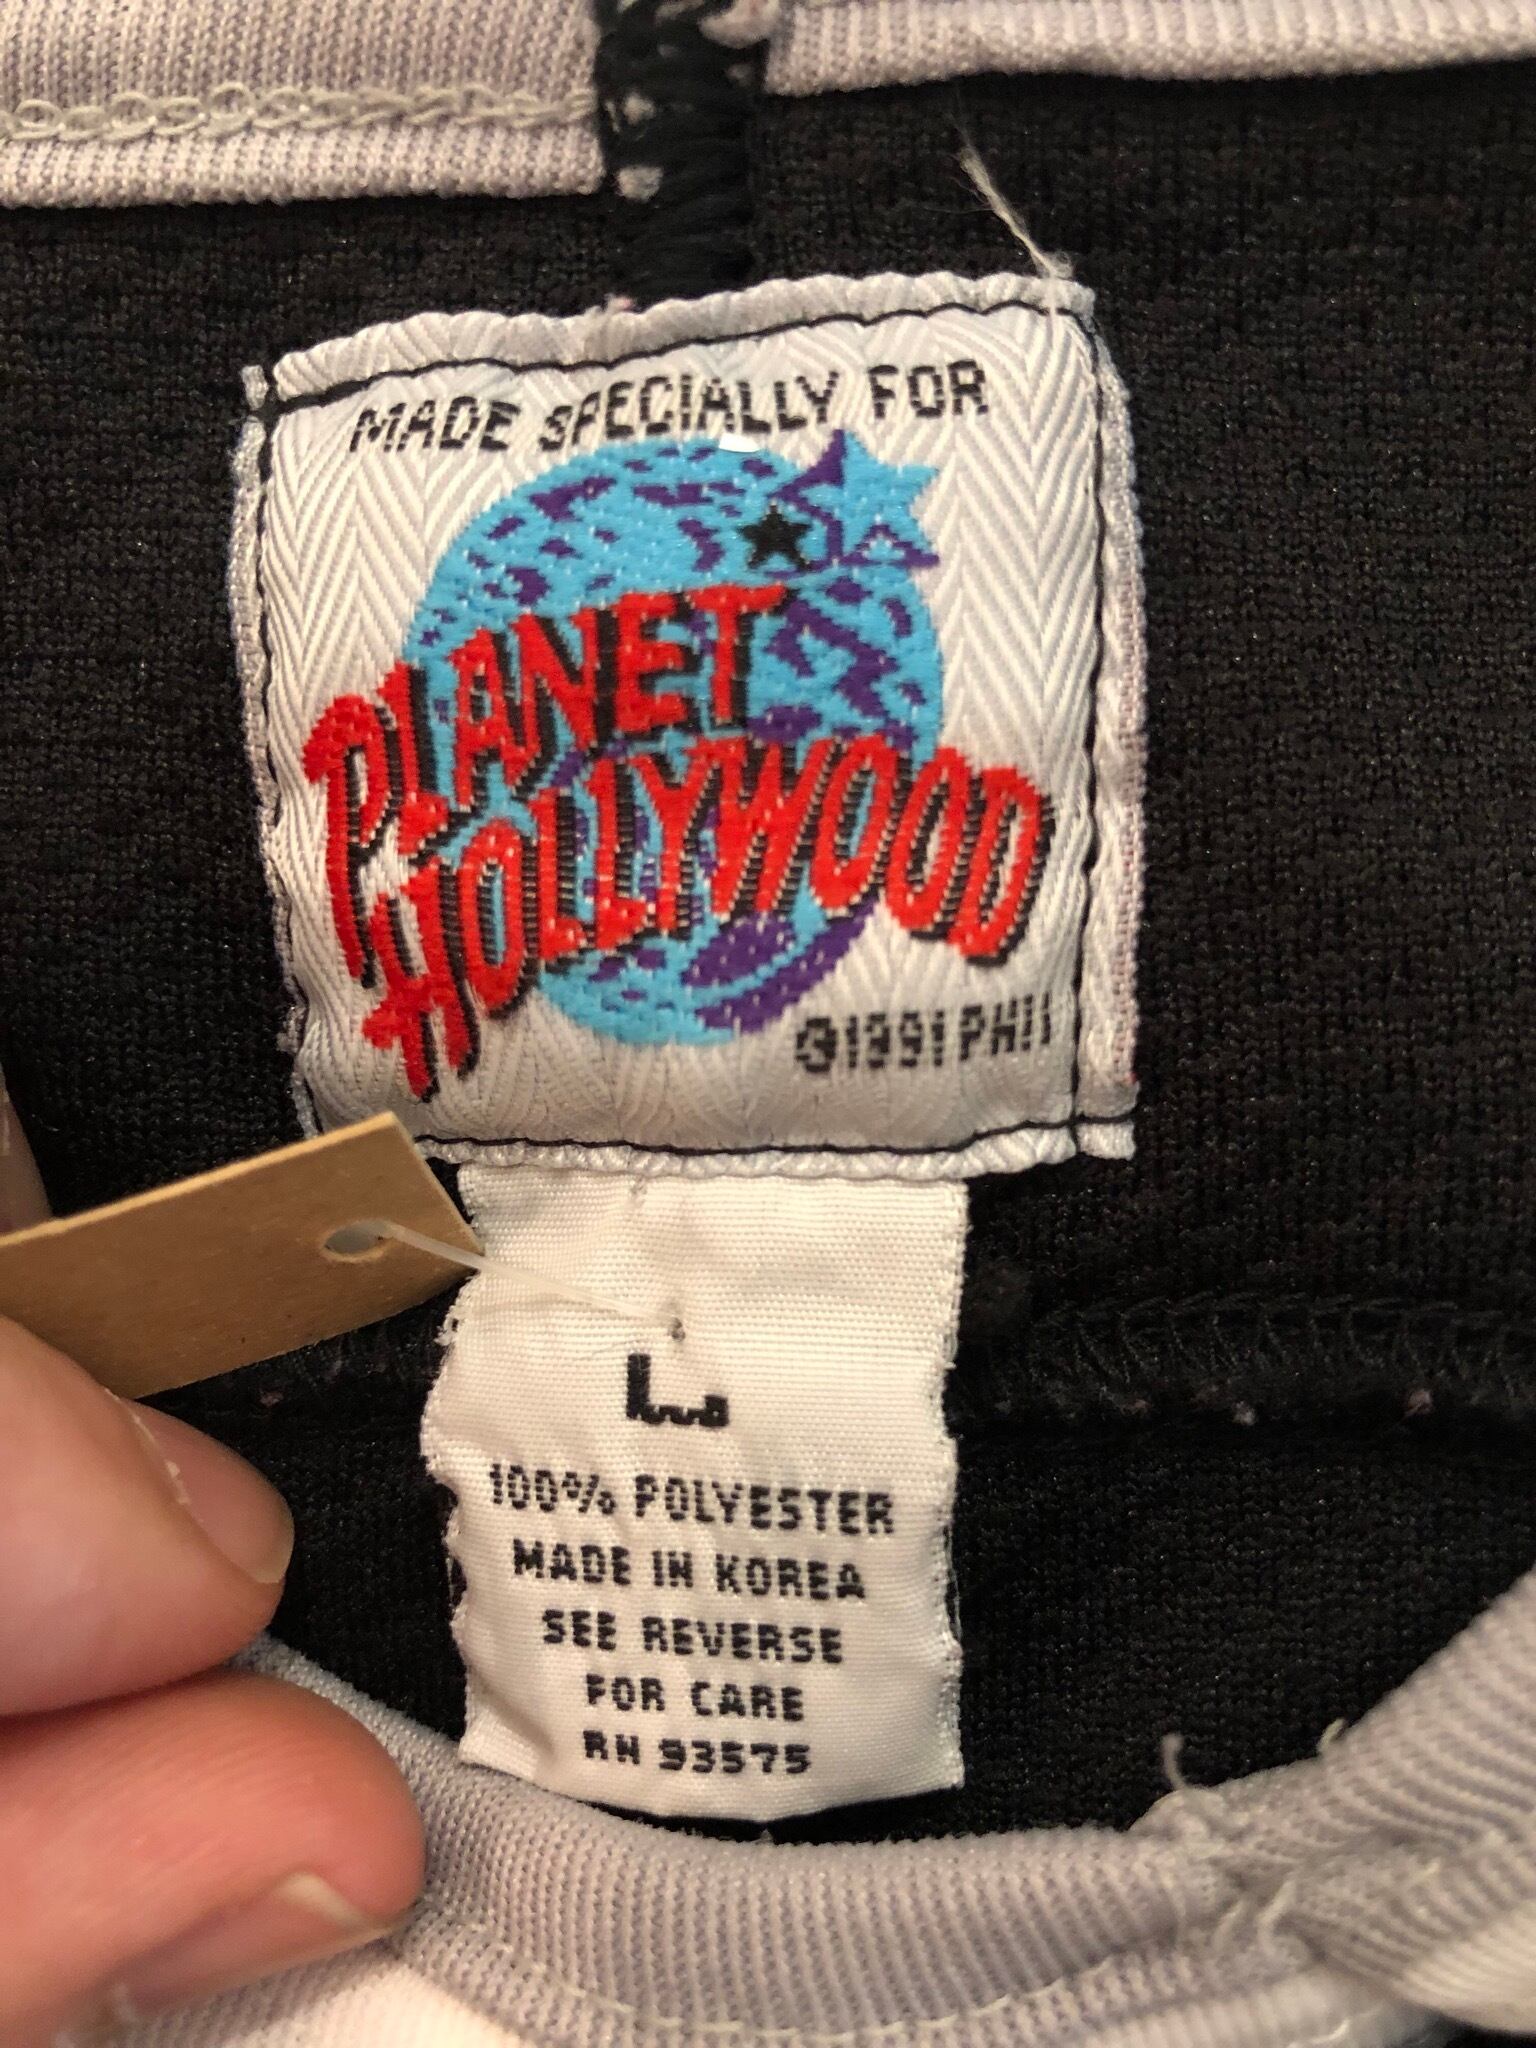 MADE SPECIALLY FOR
PLANET
HOLLYWOOD
©1991 PHII
L
100% POLYESTER
MADE IN KOREA
SEE REVERSE
FOR CARE
RN 93575